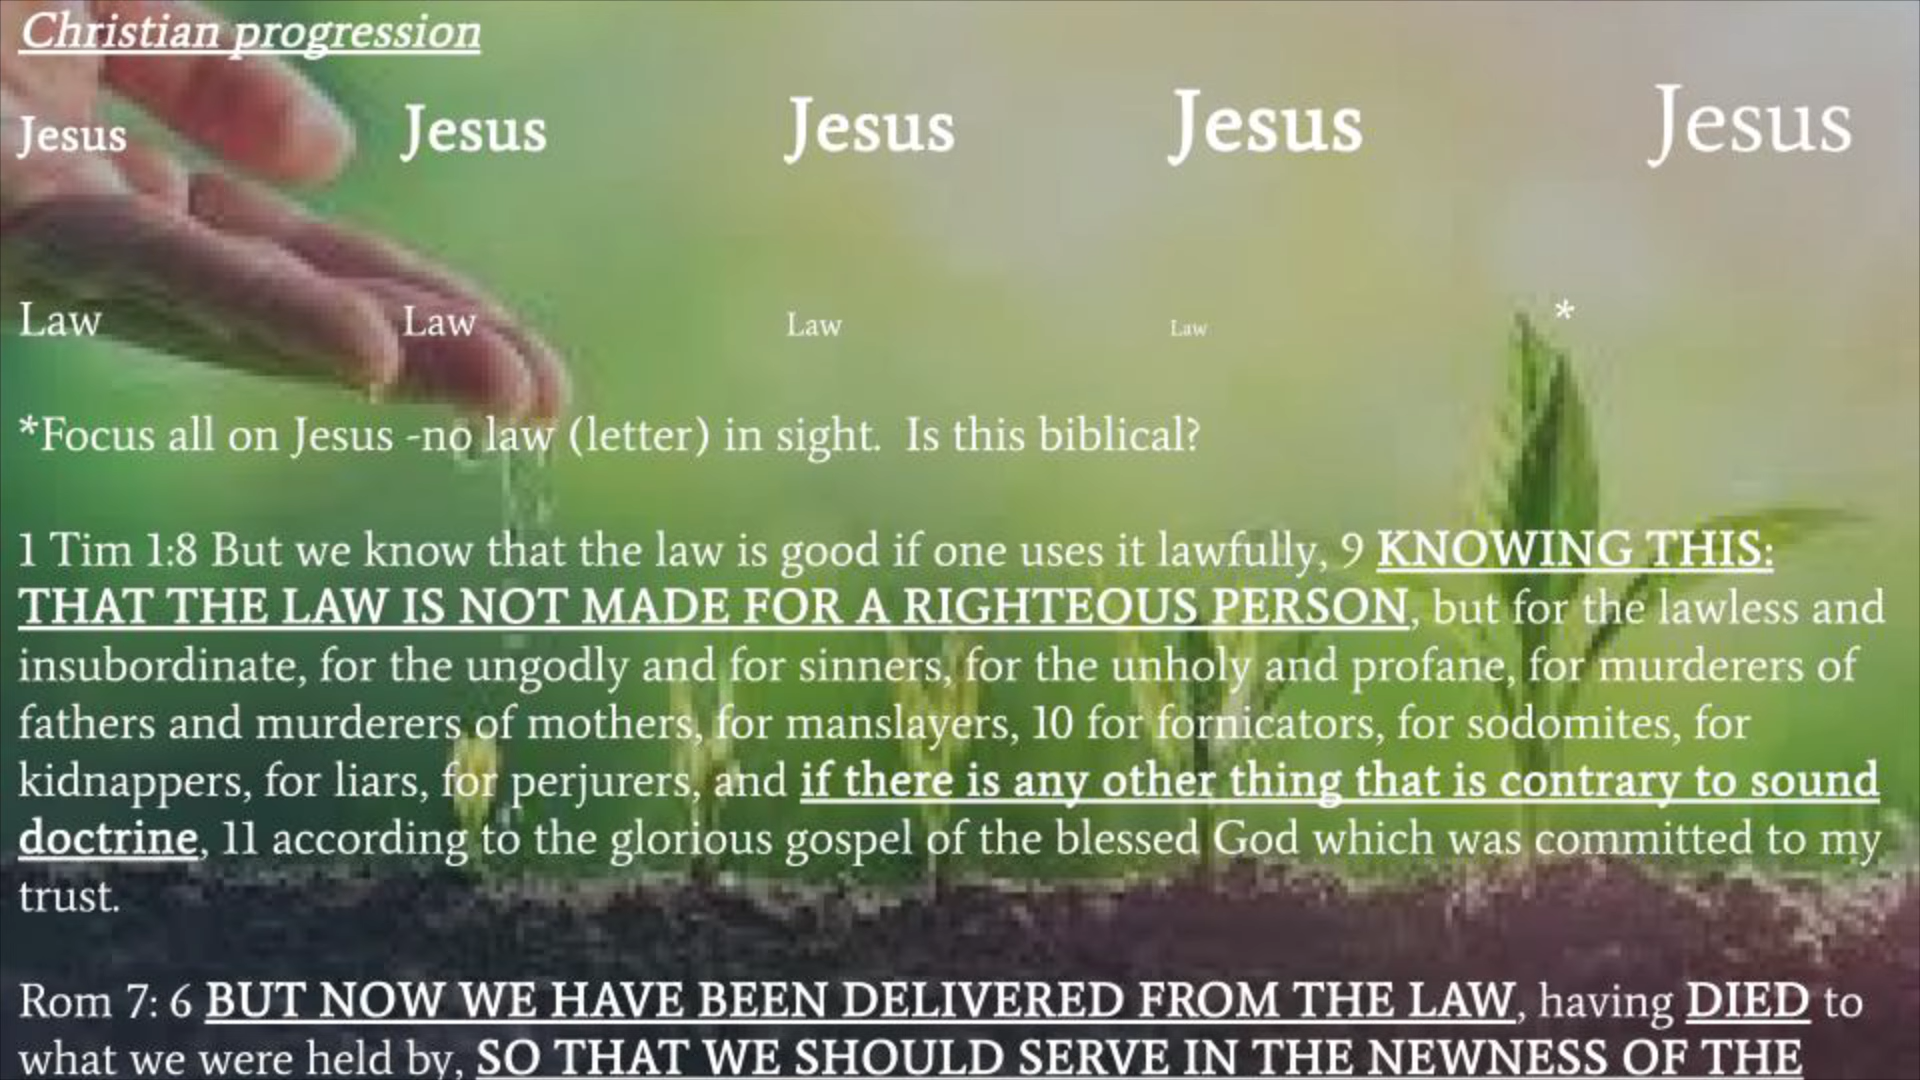 Christian progression
Jesus Jesus Jesus Jesus Jesus
Law Law Law Law *
*Focus all on Jesus -no law (letter) in sight.  Is this biblical?
1 Tim 1:8 But we know that the law is good if one uses it lawfully, 9 KNOWING THIS:
THAT THE LAW IS NOT MADE FOR A RIGHTEOUS PERSON, but for the lawless and
insubordinate, for the ungodly and for sinners, for the unholy and profane, for murderers of
fathers and murderers of mothers, for manslayers, 10 for fornicators, for sodomites, for
kidnappers, for liars, for perjurers, and if there is any other thing that is contrary to sound
doctrine, 11 according to the glorious gospel of the blessed God which was committed to my
trust.
Rom 7: 6 BUT NOW WE HAVE BEEN DELIVERED FROM THE LAW, having DIED to
what we were held by, SO THAT WE SHOULD SERVE IN THE NEWNESS OF THE